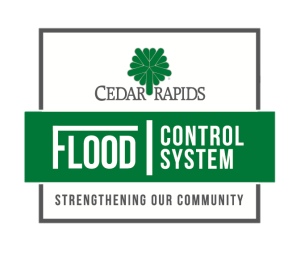 CEDAR RAPIDS
FLOOD
CONTROL
SYSTEM
STRENGTHENING OUR COMMUNITY